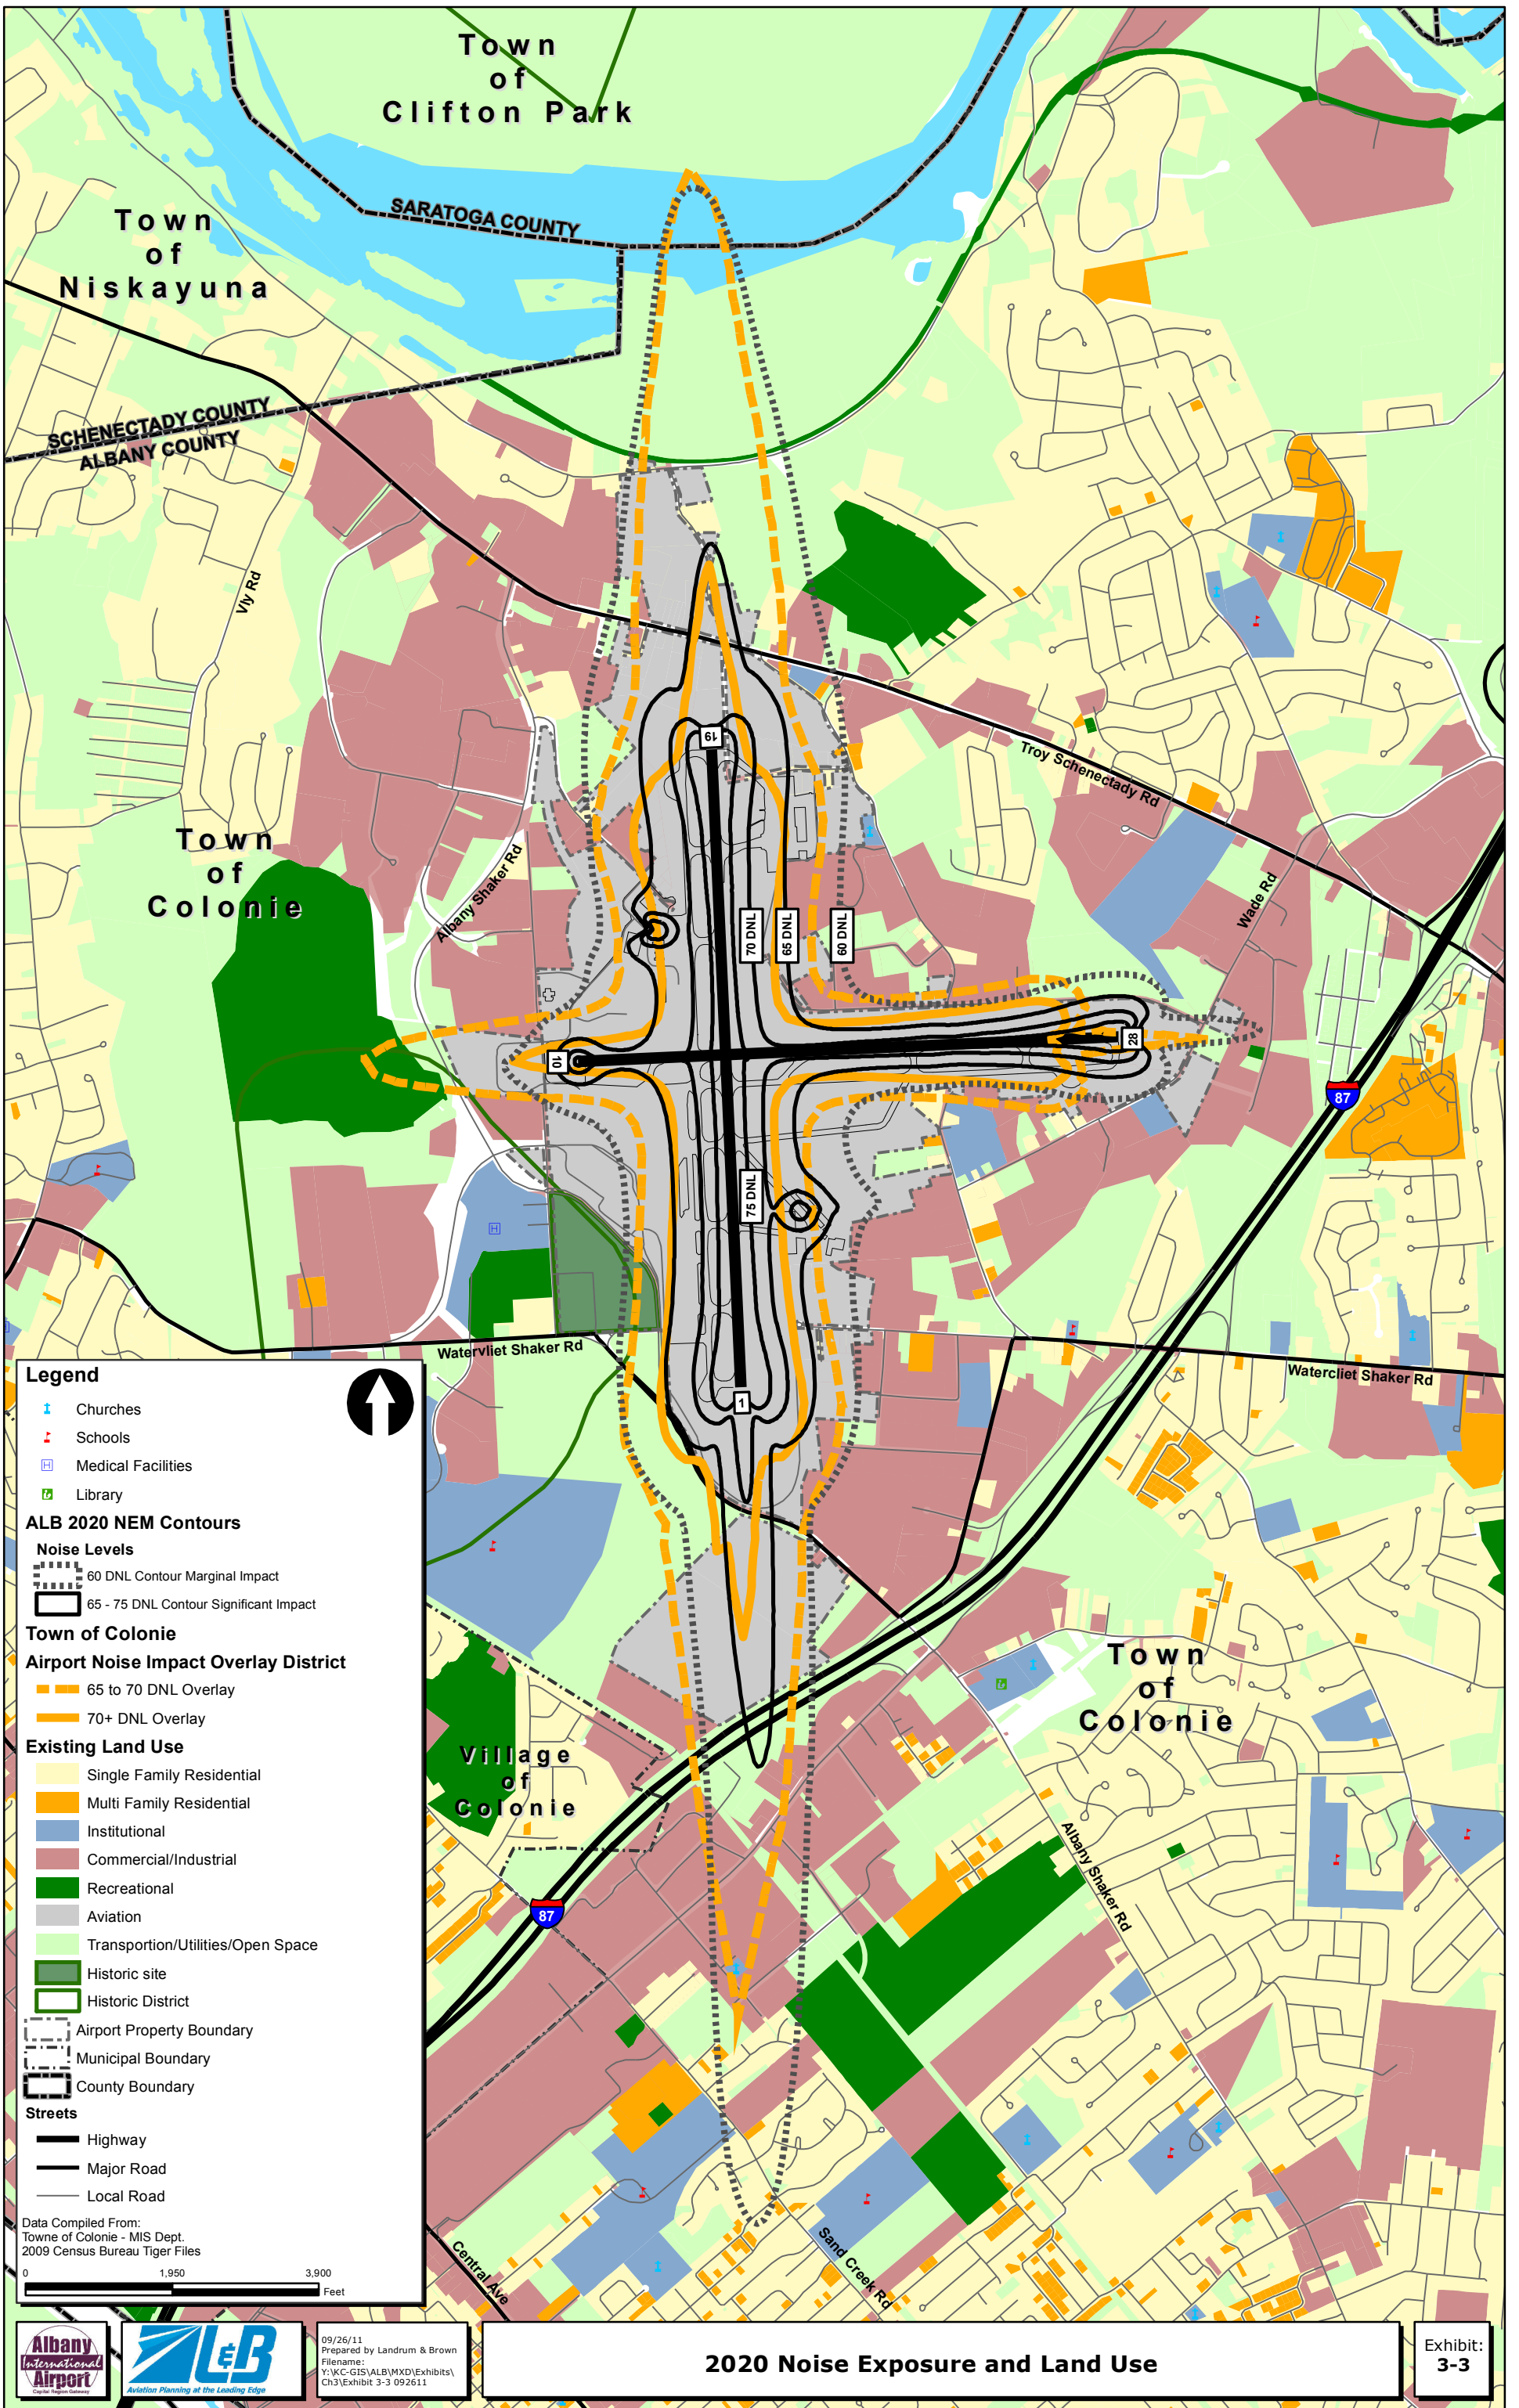 Town
of
Clifton Park
SARATOGA COUNTY
Town
of
Niskayuna
SCHENECTADY COUNTY
ALBANY COUNTY
Vly Rd
Town
of
Colonie
Albany Shaker Rd
Troy Schenectady Rd
Wade Rd
19
70 DNL
65 DNL
60 DNL
10
28
87
75 DNL
H
1
Watervliet Shaker Rd
Watercliet Shaker Rd
Town
of
Colonie
Village
of
Colonie
87
Albany Shaker Rd
Sand Creek Rd
Central Ave
Legend
Churches
Schools
H Medical Facilities
Library
ALB 2020 NEM Contours
Noise Levels
60 DNL Contour Marginal Impact
65 - 75 DNL Contour Significant Impact
Town of Colonie
Airport Noise Impact Overlay District
65 to 70 DNL Overlay
70+ DNL Overlay
Existing Land Use
Single Family Residential
Multi Family Residential
Institutional
Commercial/Industrial
Recreational
Aviation
Transportion/Utilities/Open Space
Historic site
Historic District
Airport Property Boundary
Municipal Boundary
County Boundary
Streets
Highway
Major Road
Local Road
Data Compiled From:
Towne of Colonie - MIS Dept.
2009 Census Bureau Tiger Files
0 1,950 3,900
Feet
Albany
International
Airport
Capital Region Gateway
L&B
Aviation Planning at the Leading Edge
09/26/11
Prepared by Landrum & Brown
Filename:
Y:\KC-GIS\ALB\MXD\Exhibits\
Ch3\Exhibit 3-3 092611
2020 Noise Exposure and Land Use
Exhibit:
3-3